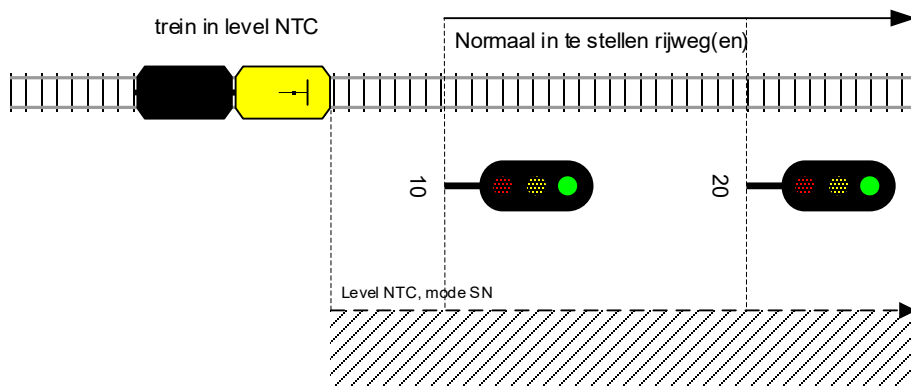 trein in level NTC
Normaal in te stellen rijweg(en)
10
20
Level NTC, mode SN